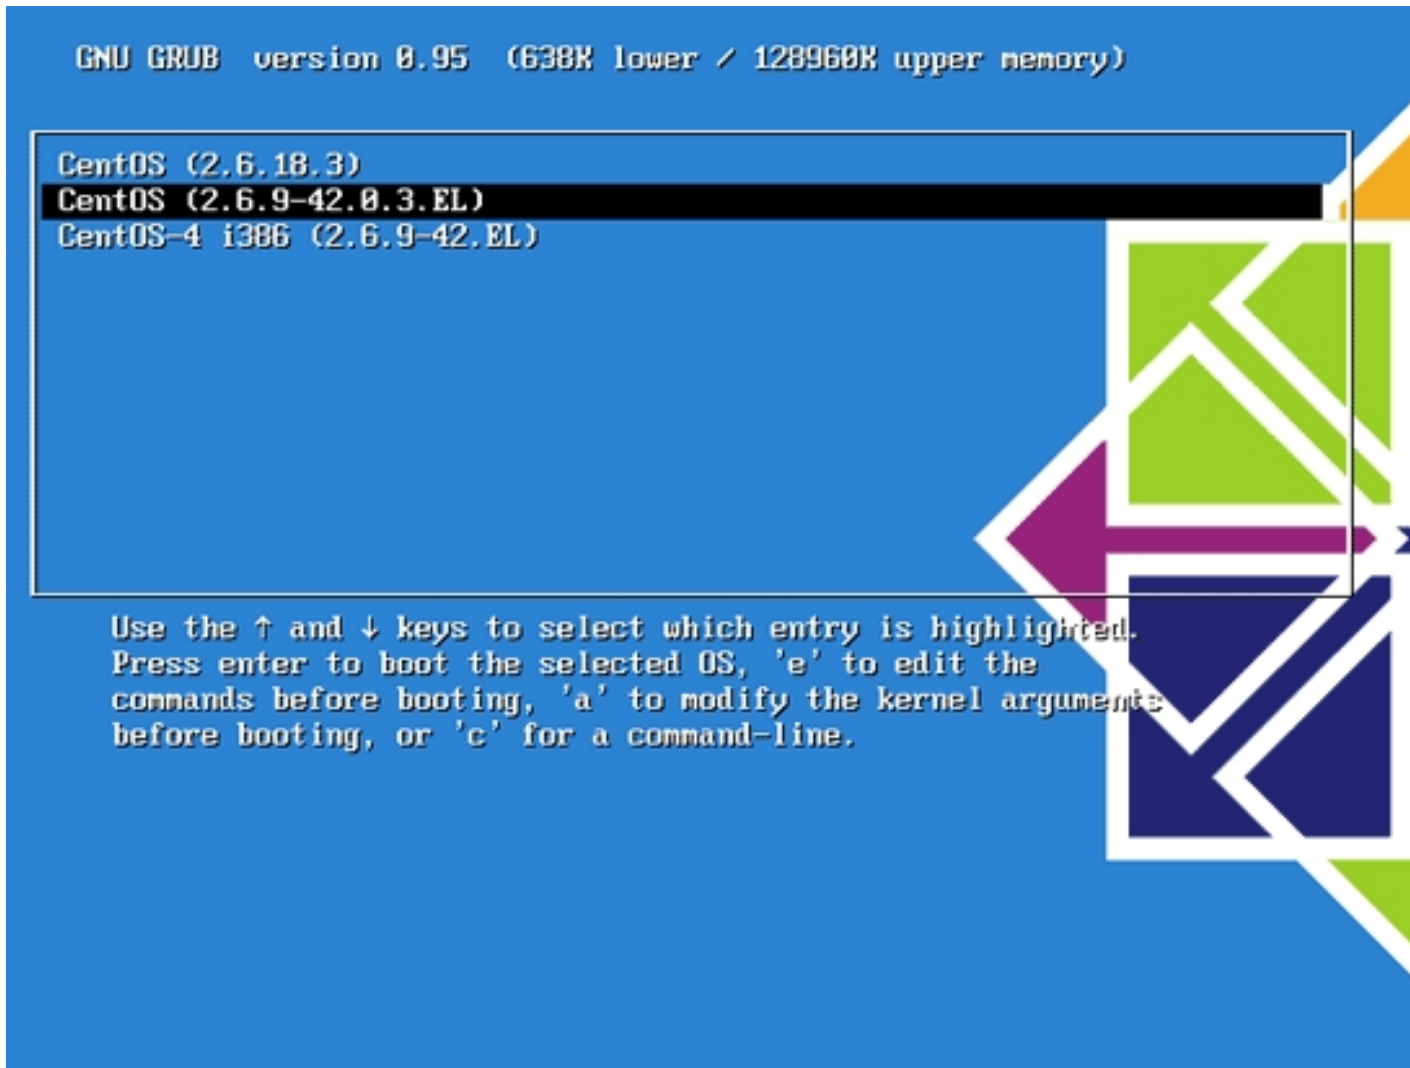 GNU GRUB  version 0.95  (638K lower / 128960K upper memory)
CentOS (2.6.18.3)
CentOS (2.6.9-42.0.3.EL)
CentOS-4 i386 (2.6.9-42.EL)
Use the ↑ and ↓ keys to select which entry is highlighted.
Press enter to boot the selected OS, 'e' to edit the
commands before booting, 'a' to modify the kernel arguments
before booting, or 'c' for a command-line.